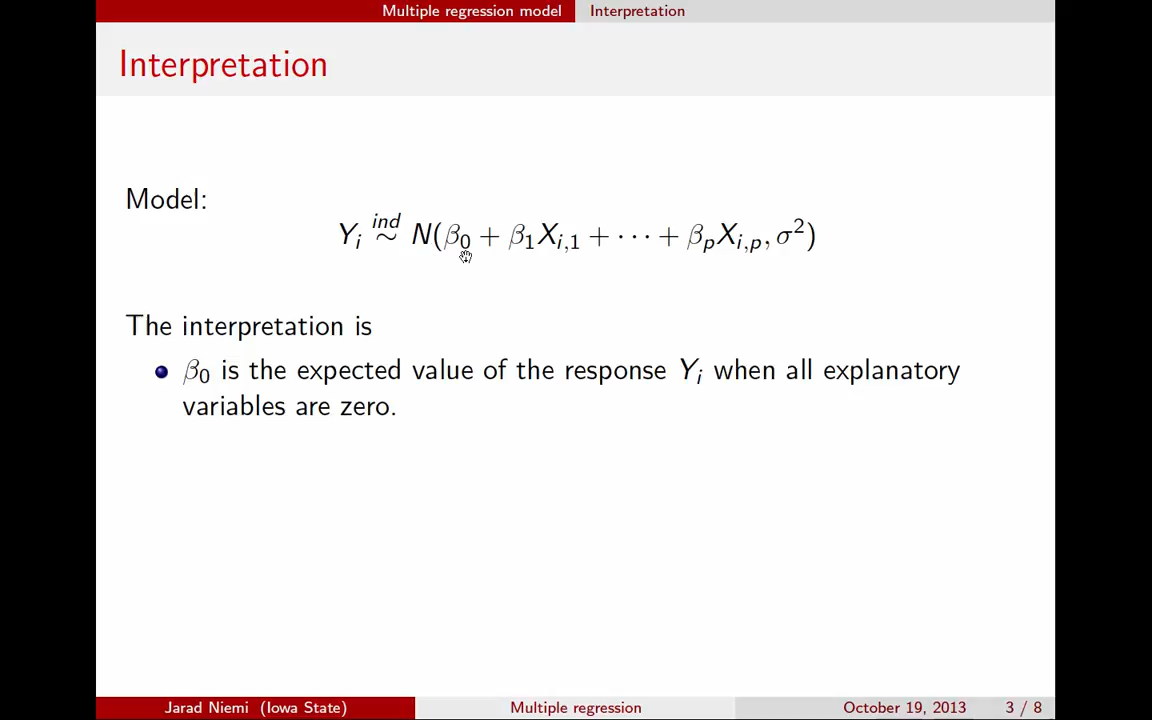 Multiple regression model Interpretation
Interpretation
Model:
Y_i ind ∼ N(β_0 + β_1X_{i,1} + ⋯ + β_pX_{i,p}, σ^2)
The interpretation is
β_0 is the expected value of the response Y_i when all explanatory
variables are zero.
Jarad Niemi (Iowa State) Multiple regression October 19, 2013 3 / 8